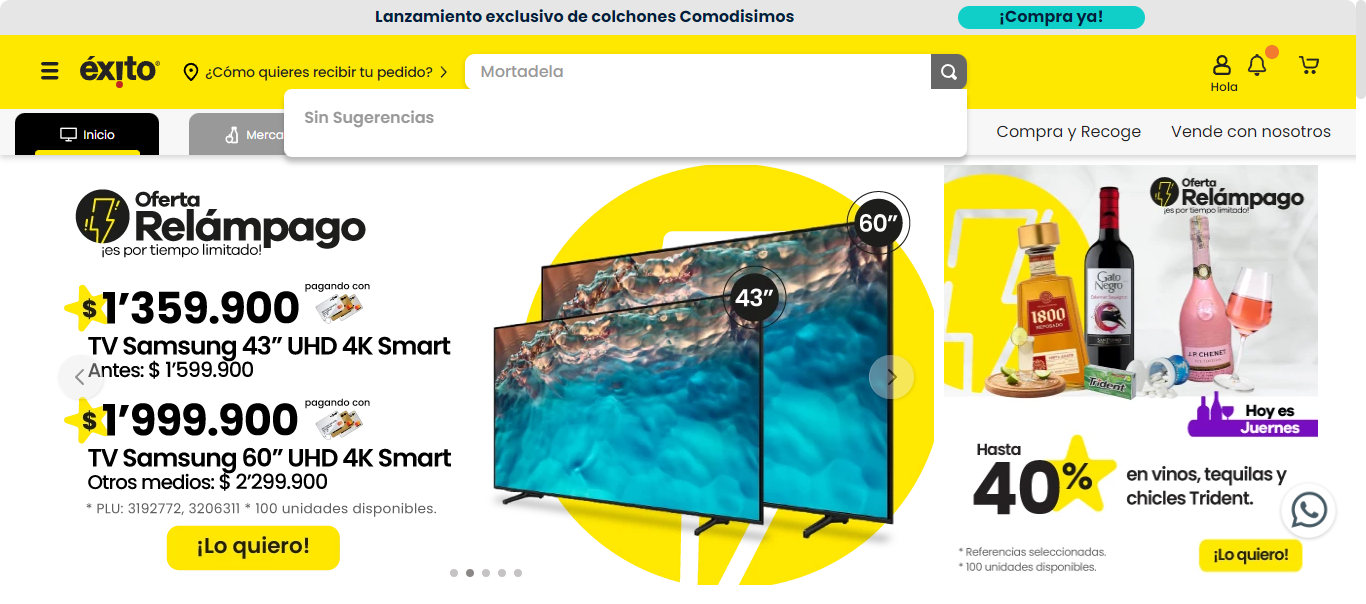 Lanzamiento exclusivo de colchones Comodisimos
¡Compra ya!
éxito
¿Cómo quieres recibir tu pedido?
Mortadela
Hola
Sin Sugerencias
Inicio
Merca
Compra y Recoge
Vende con nosotros
Oferta
Relámpago
¡es por tiempo limitado!
$1’359.900
pagando con
TV Samsung 43” UHD 4K Smart
Antes: $ 1’599.900
$1’999.900
pagando con
TV Samsung 60” UHD 4K Smart
Otros medios: $ 2’299.900
* PLU: 3192772, 3206311 * 100 unidades disponibles.
¡Lo quiero!
60”
43”
Oferta
Relámpago
¡es por tiempo limitado!
1800
REPOSADO
Gato
Negro
J.P. CHENET
Trident
Hoy es
Juernes
Hasta
40%
en vinos, tequilas y
chicles Trident.
* Referencias seleccionadas.
* 100 unidades disponibles.
¡Lo quiero!